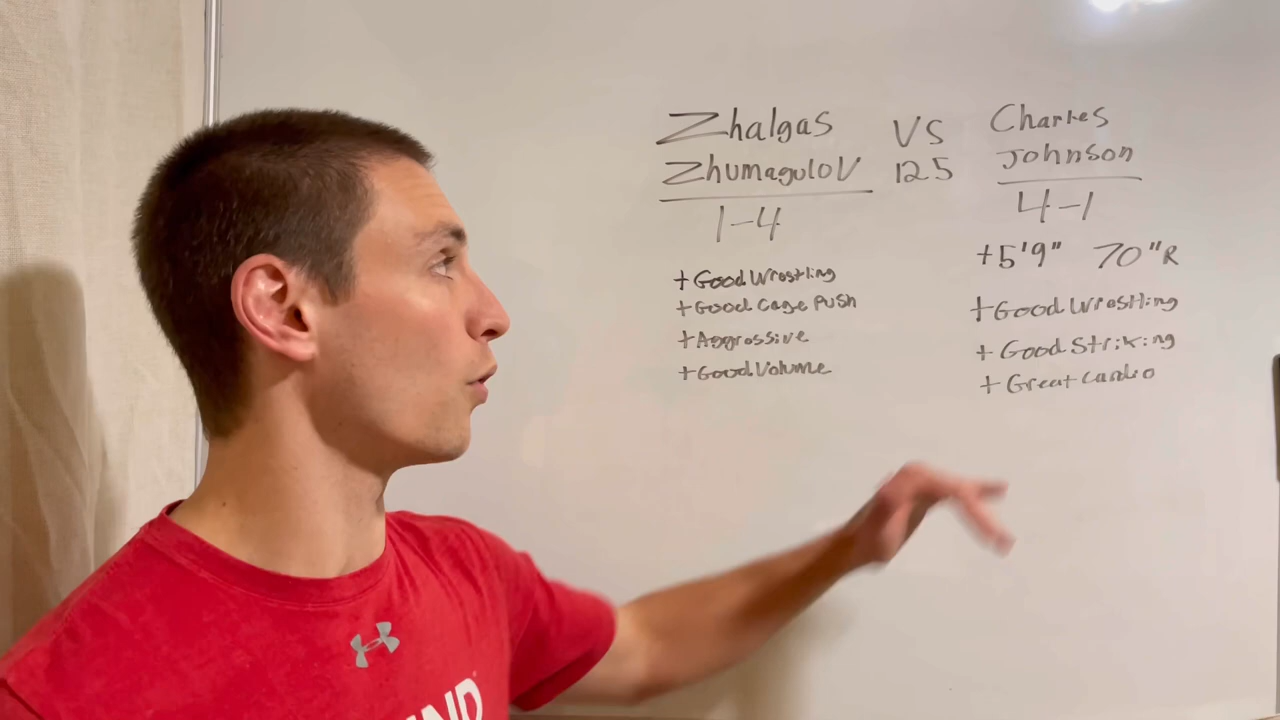 Zhalgas
Zhumagulov
1-4
+Good Wrestling
+Good Cage Push
+Aggressive
+Good Volume
VS
125
Charles
Johnson
4-1
+5'9" 70"R
+Good Wrestling
+Good Striking
+Great Cardio